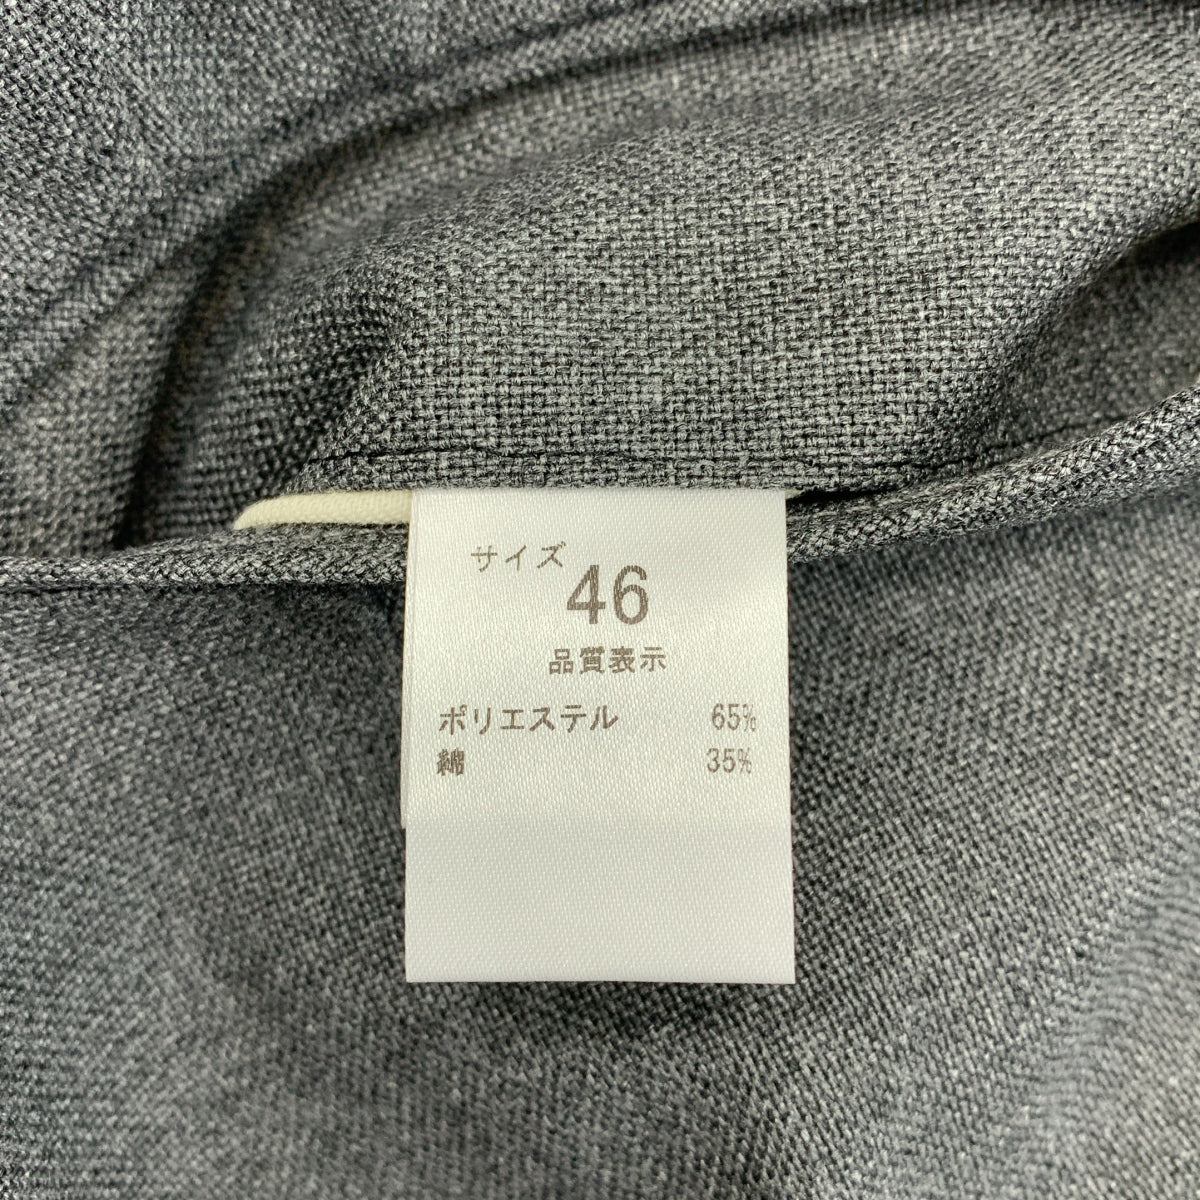 サイズ 46
品質表示
ポリエステル 65%
綿 35%